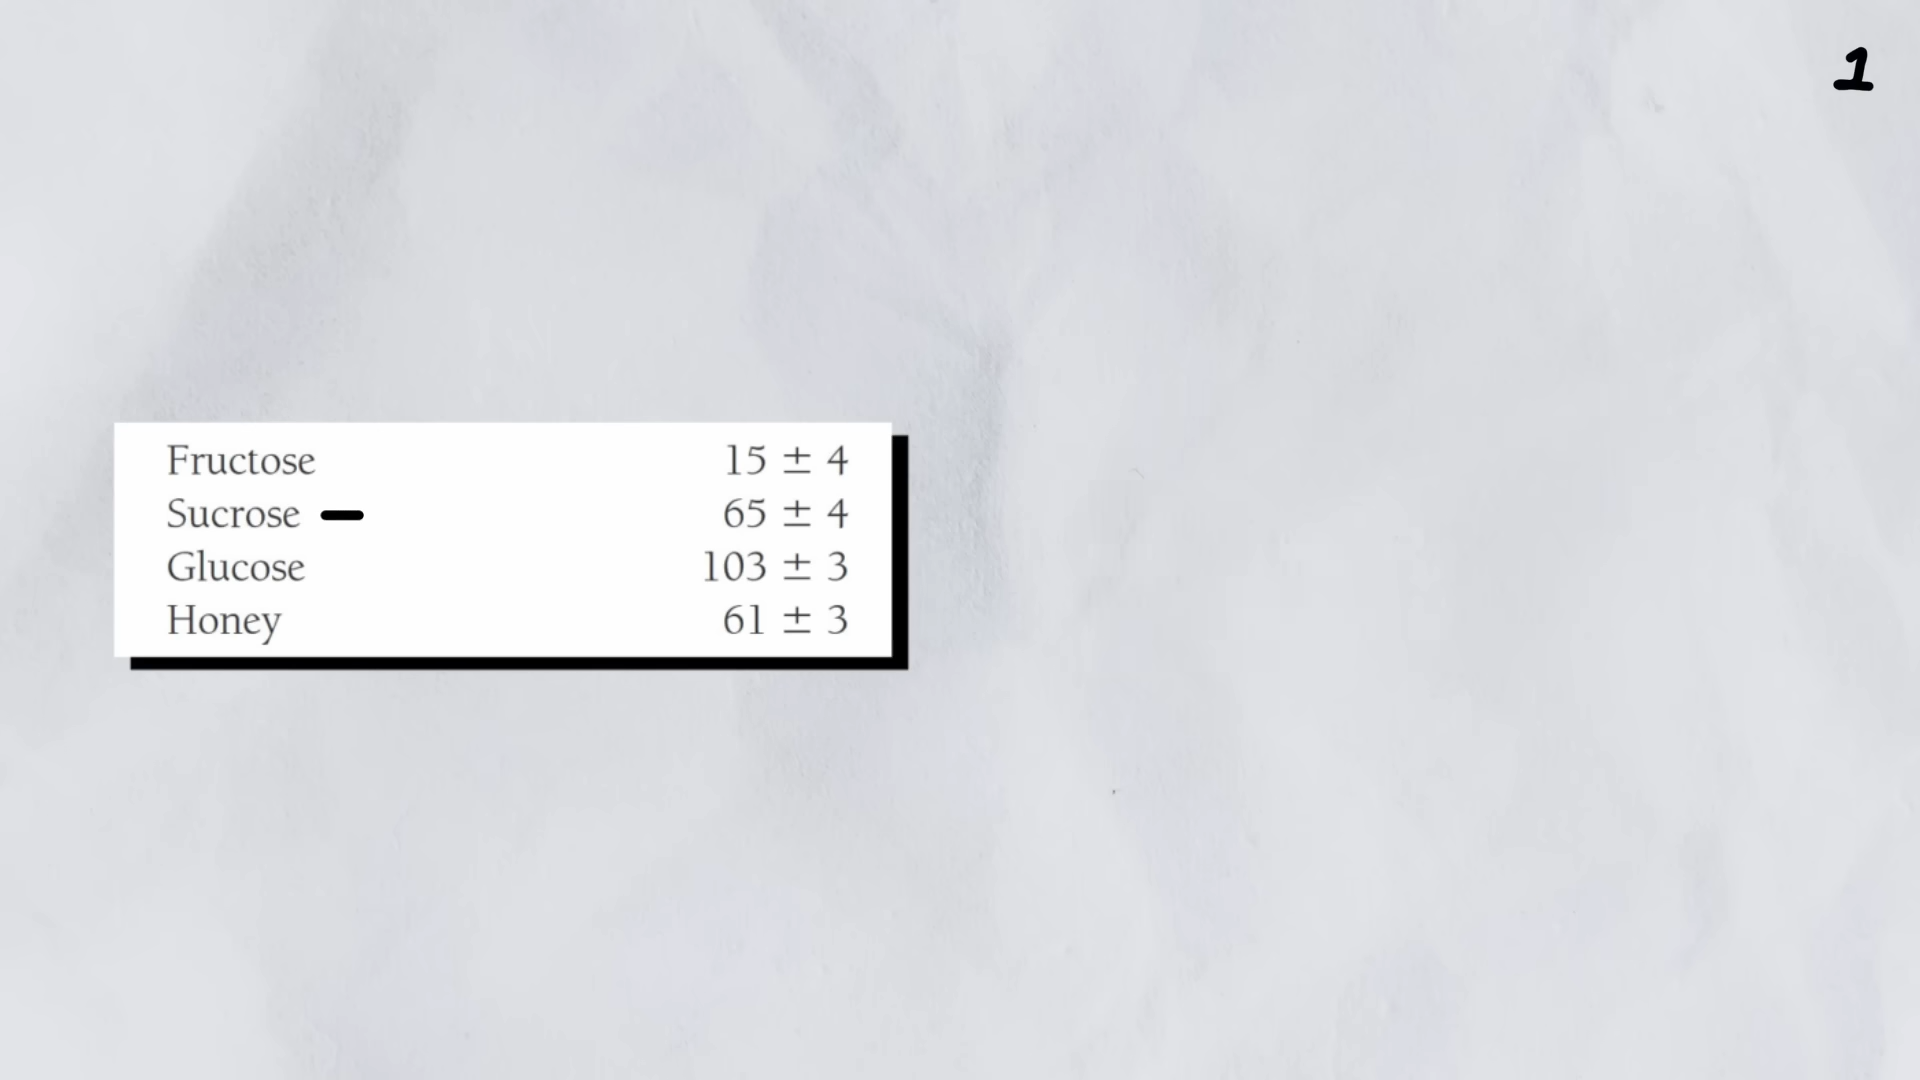 1
Fructose 15 ± 4
Sucrose – 65 ± 4
Glucose 103 ± 3
Honey 61 ± 3